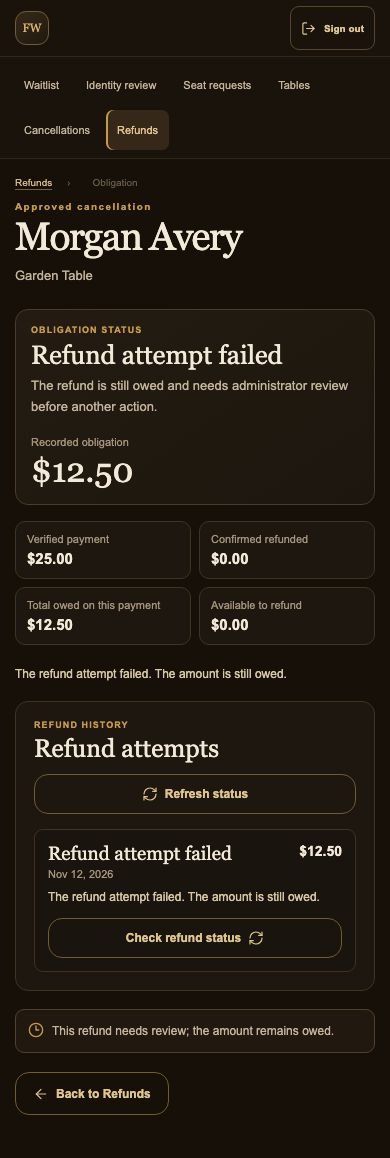 FW
Sign out
Waitlist
Identity review
Seat requests
Tables
Cancellations
Refunds
Refunds › Obligation
Approved cancellation
Morgan Avery
Garden Table
OBLIGATION STATUS
Refund attempt failed
The refund is still owed and needs administrator review
before another action.
Recorded obligation
$12.50
Verified payment
$25.00
Confirmed refunded
$0.00
Total owed on this payment
$12.50
Available to refund
$0.00
The refund attempt failed. The amount is still owed.
REFUND HISTORY
Refund attempts
Refresh status
Refund attempt failed
$12.50
Nov 12, 2026
The refund attempt failed. The amount is still owed.
Check refund status
This refund needs review; the amount remains owed.
Back to Refunds